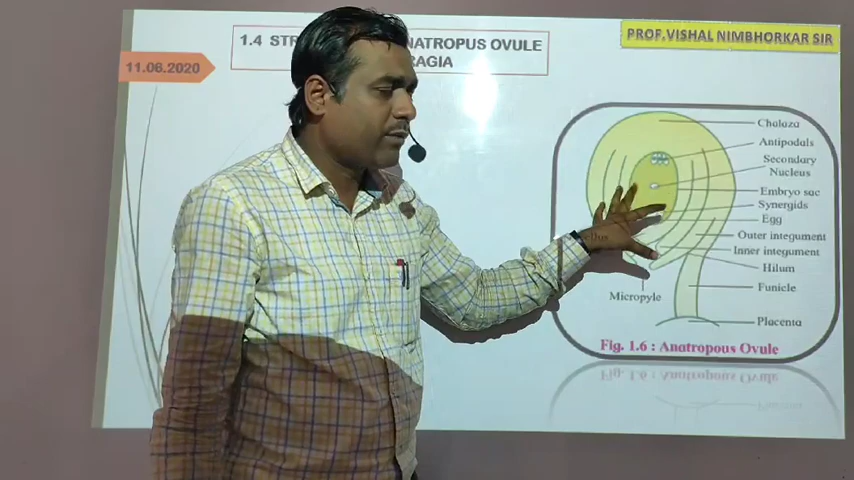 1.4 STR NATROPUS OVULE
RAGIA
PROF.VISHAL NIMBHORKAR SIR
11.06.2020
Chalaza
Antipodals
Secondary
Nucleus
Embryo sac
Synergids
Egg
Outer integument
Inner integument
Hilum
Funicle
Micropyle
Placenta
Fig. 1.6 : Anatropous Ovule